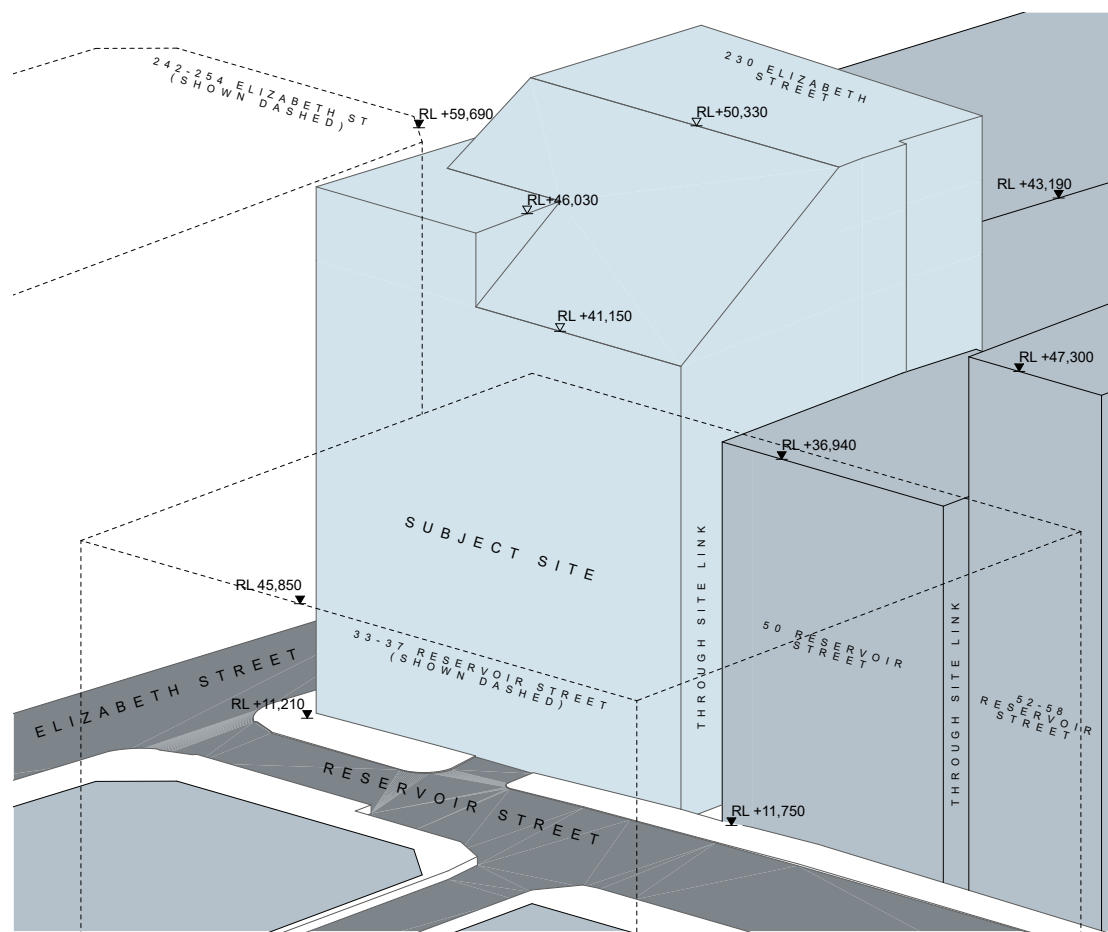 242-254 ELIZABETH ST
(SHOWN DASHED)
230 ELIZABETH
STREET
RL +59,690
RL+50,330
RL+43,190
RL+46,030
RL +41,150
RL +47,300
RL +36,940
SUBJECT SITE
THROUGH SITE LINK
RL 45,850
33-37 RESERVOIR STREET
(SHOWN DASHED)
50 RESERVOIR
STREET
THROUGH SITE LINK
52-58
RESERVOIR
STREET
ELIZABETH STREET
RL +11,210
RESERVOIR STREET
RL +11,750